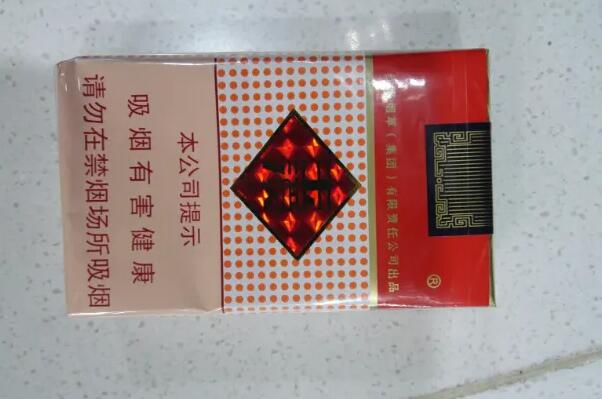 本公司提示
吸烟有害健康
请勿在禁烟场所吸烟
烟草（集团）有限责任公司出品
®